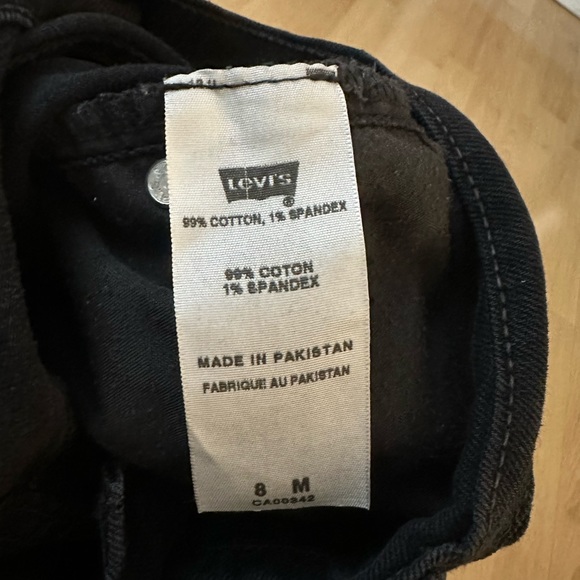 Levi's
®
99% COTTON, 1% SPANDEX
99% COTON
1% SPANDEX
MADE IN PAKISTAN
FABRIQUE AU PAKISTAN
8 M
CA00342